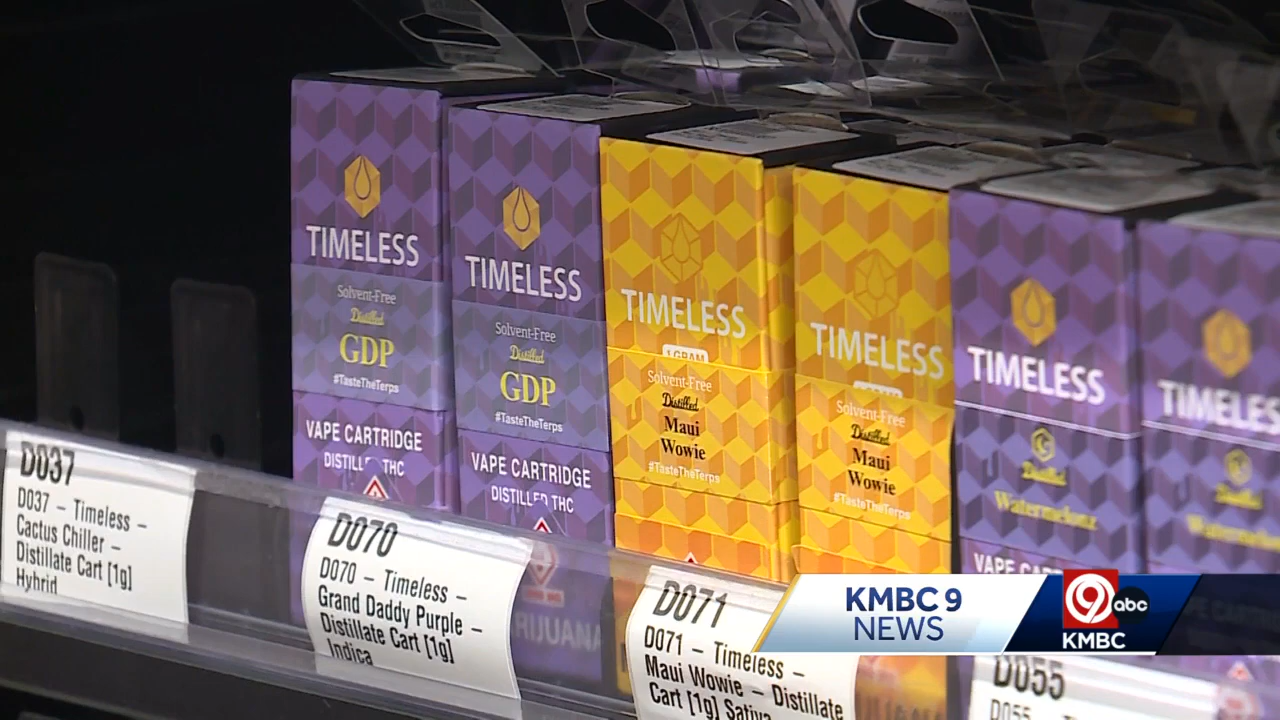 TIMELESS
Solvent-Free
Distilled
GDP
#TasteTheTerps
VAPE CARTRIDGE
DISTILLED THC
TIMELESS
Solvent-Free
Distilled
GDP
#TasteTheTerps
VAPE CARTRIDGE
DISTILLED THC
TIMELESS
1 GRAM
Solvent-Free
Distilled
Maui
Wowie
#TasteTheTerps
TIMELESS
Solvent-Free
Distilled
Maui
Wowie
#TasteTheTerps
TIMELESS
Distilled
Watermelonz
VAPE CARTRIDGE
TIMELESS
Distilled
D037
D037 – Timeless –
Cactus Chiller –
Distillate Cart [1g]
Hybrid
D070
D070 – Timeless –
Grand Daddy Purple –
Distillate Cart [1g]
Indica
D071
D071 – Timeless –
Maui Wowie – Distillate
Cart [1g] Sativa
D055
KMBC 9
NEWS
9 abc
KMBC